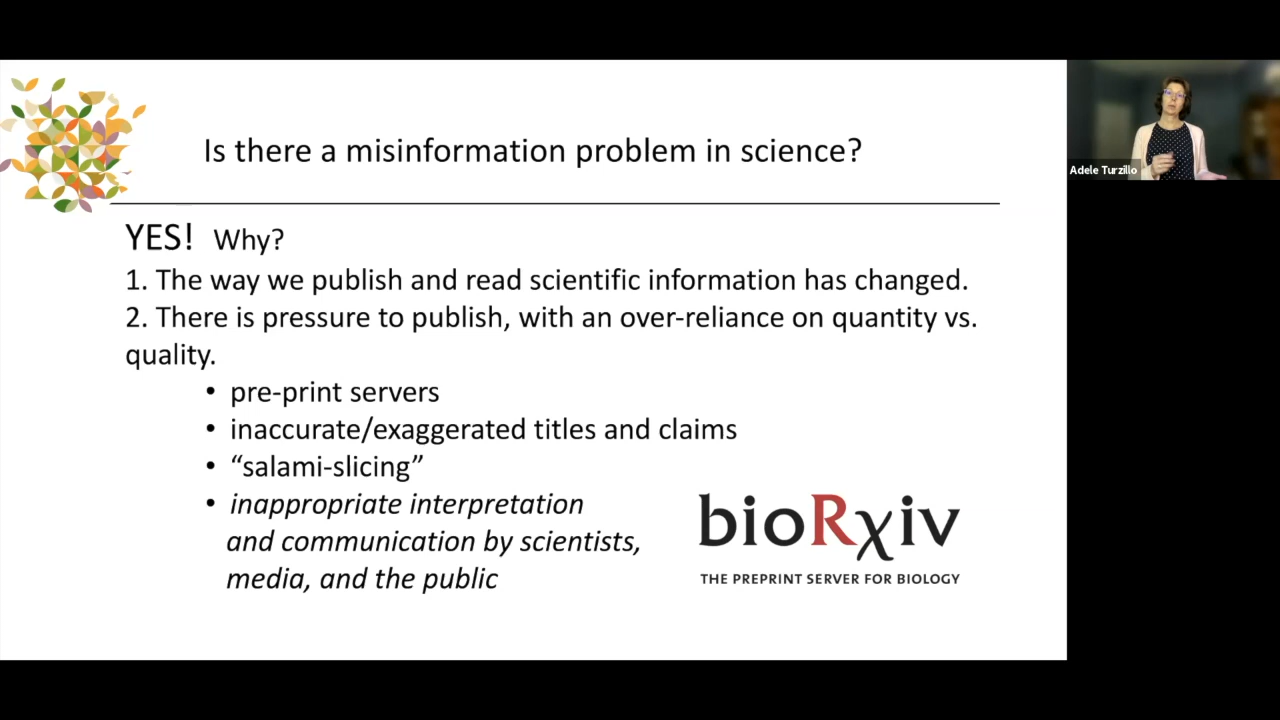 Is there a misinformation problem in science?
Adele Turzillo
YES! Why?
1. The way we publish and read scientific information has changed.
2. There is pressure to publish, with an over-reliance on quantity vs.
quality.
• pre-print servers
• inaccurate/exaggerated titles and claims
• “salami-slicing”
• inappropriate interpretation
and communication by scientists,
media, and the public
bioRχiv
THE PREPRINT SERVER FOR BIOLOGY